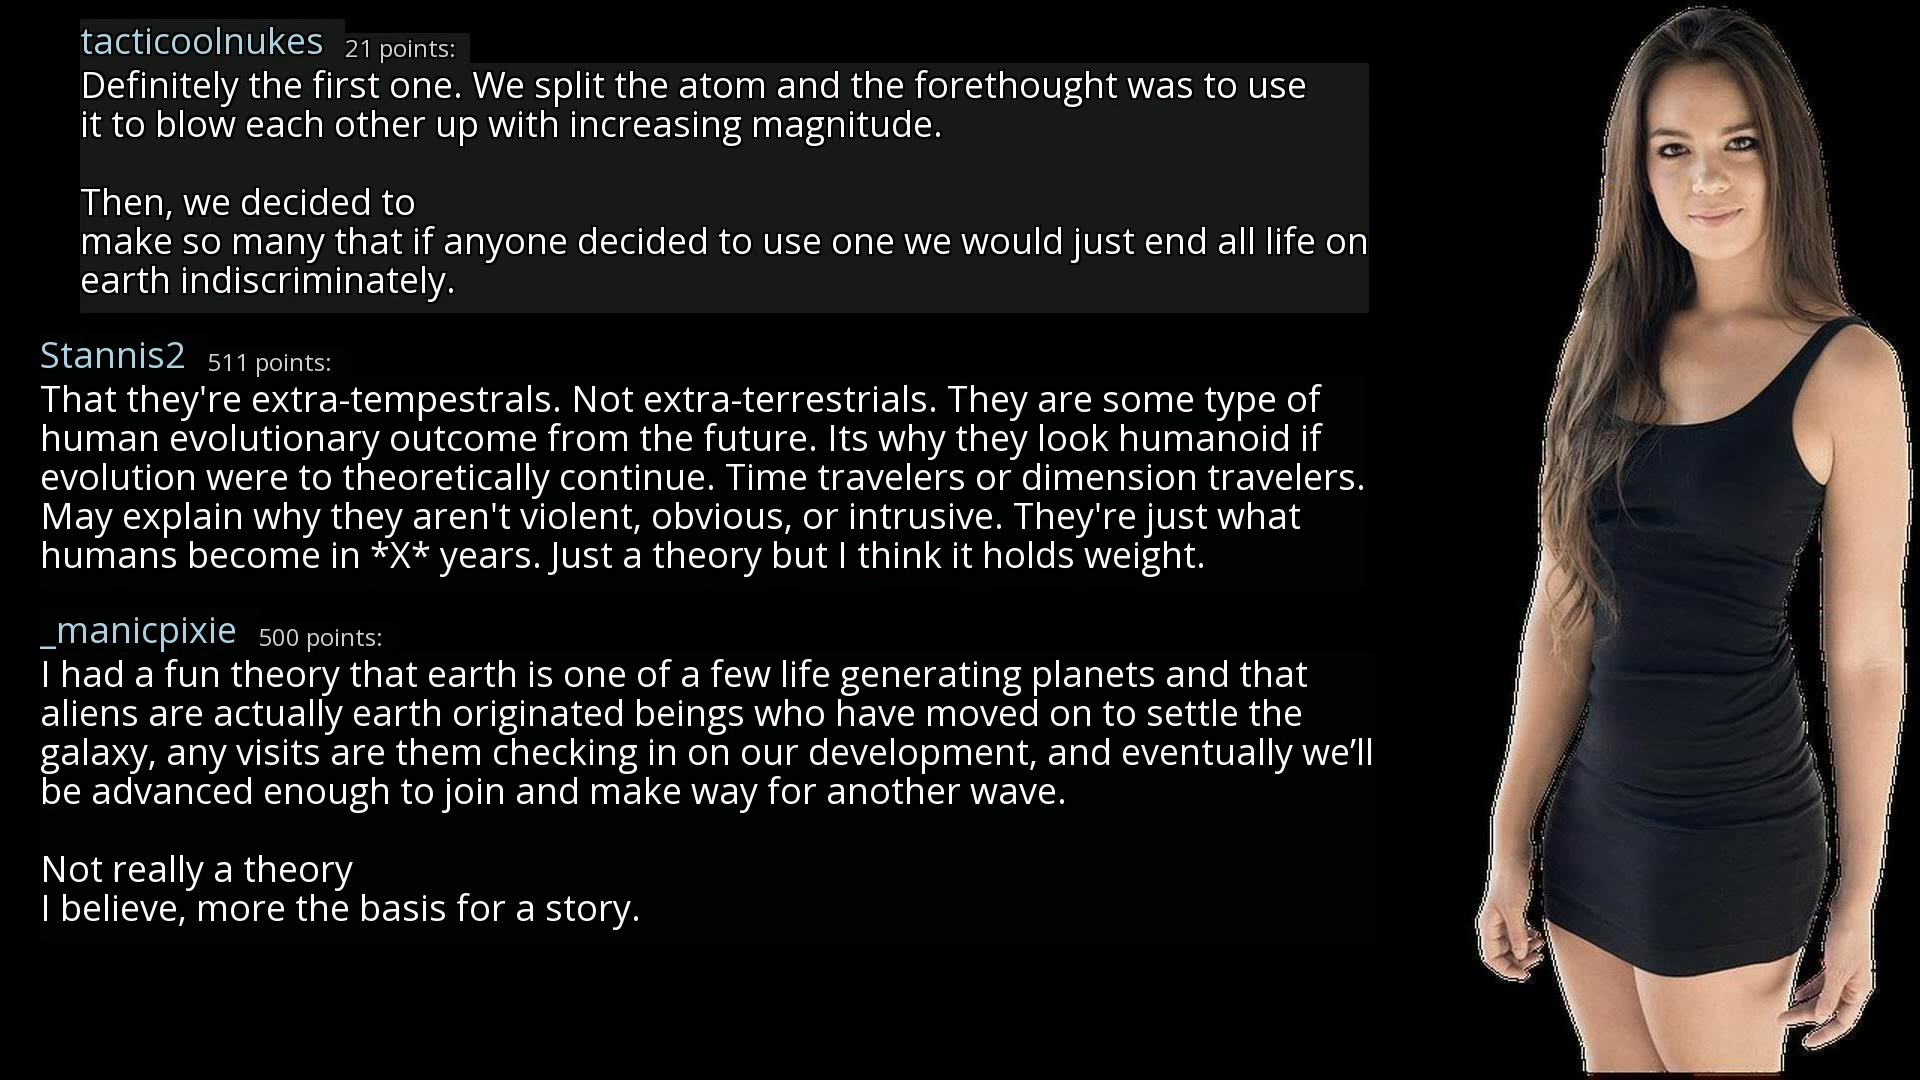 tacticoolnukes 21 points:
Definitely the first one. We split the atom and the forethought was to use
it to blow each other up with increasing magnitude.
Then, we decided to
make so many that if anyone decided to use one we would just end all life on
earth indiscriminately.
Stannis2 511 points:
That they're extra-tempestrals. Not extra-terrestrials. They are some type of
human evolutionary outcome from the future. Its why they look humanoid if
evolution were to theoretically continue. Time travelers or dimension travelers.
May explain why they aren't violent, obvious, or intrusive. They're just what
humans become in *X* years. Just a theory but I think it holds weight.
_manicpixie 500 points:
I had a fun theory that earth is one of a few life generating planets and that
aliens are actually earth originated beings who have moved on to settle the
galaxy, any visits are them checking in on our development, and eventually we’ll
be advanced enough to join and make way for another wave.
Not really a theory
I believe, more the basis for a story.